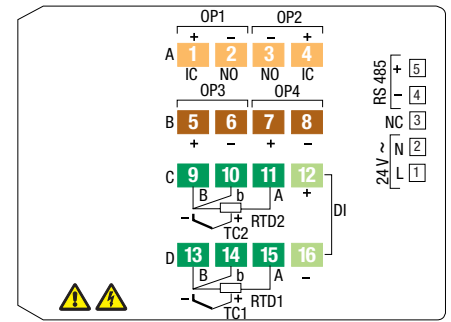 OP1 OP2
+ − − +
A 1 2 3 4
IC NO NO IC
OP3 OP4
B 5 6 7 8
+ − + −
C 9 10 11 12
B b A +
− + RTD2
TC2
DI
D 13 14 15 16
B b A −
− + RTD1
TC1
RS 485 + 5
− 4
NC 3
24 V ~ N 2
L 1